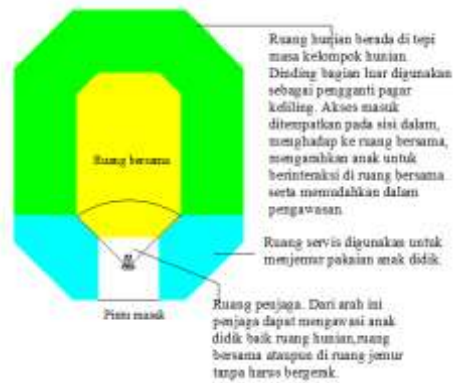 Ruang hunian berada di tepi
masa kelompok hunian.
Dinding bagian luar digunakan
sebagai pengganti pagar
keliling. Akses masuk
ditempatkan pada sisi dalam,
menghadap ke ruang bersama,
mengarahkan anak untuk
berinteraksi di ruang bersama
serta memudahkan dalam
pengawasan.
Ruang bersama
Ruang servis digunakan untuk
menjemur pakaian anak didik.
Pintu masuk
Ruang penjaga. Dari arah ini
penjaga dapat mengawasi anak
didik baik ruang hunian,ruang
bersama ataupun di ruang jemur
tanpa harus bergerak.